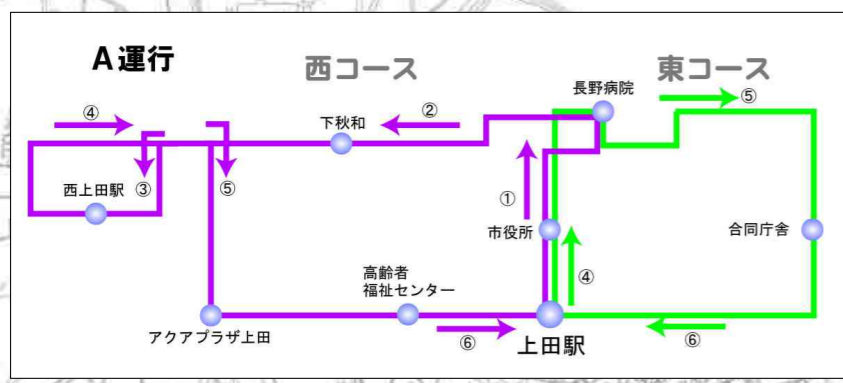 A運行
西コース
東コース
長野病院
④
②
⑤
下秋和
③
⑤
西上田駅
①
市役所
合同庁舎
高齢者
福祉センター
④
アクアプラザ上田
⑥
上田駅
⑥